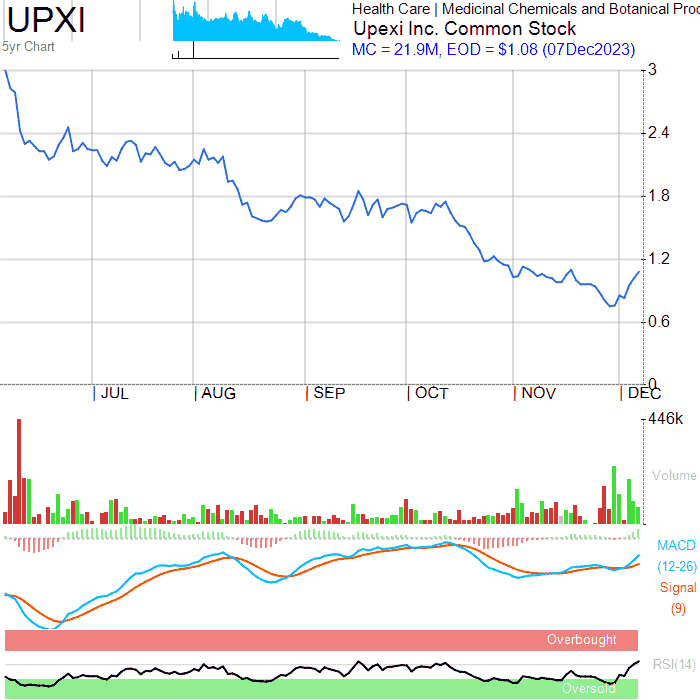 UPXI
5yr Chart
Health Care | Medicinal Chemicals and Botanical Proc
Upexi Inc. Common Stock
MC = 21.9M, EOD = $1.08 (07Dec2023)
3
2.4
1.8
1.2
0.6
0
JUL AUG SEP OCT NOV DEC
446k
Volume
MACD
(12-26)
Signal
(9)
Overbought
RSI(14)
Oversold